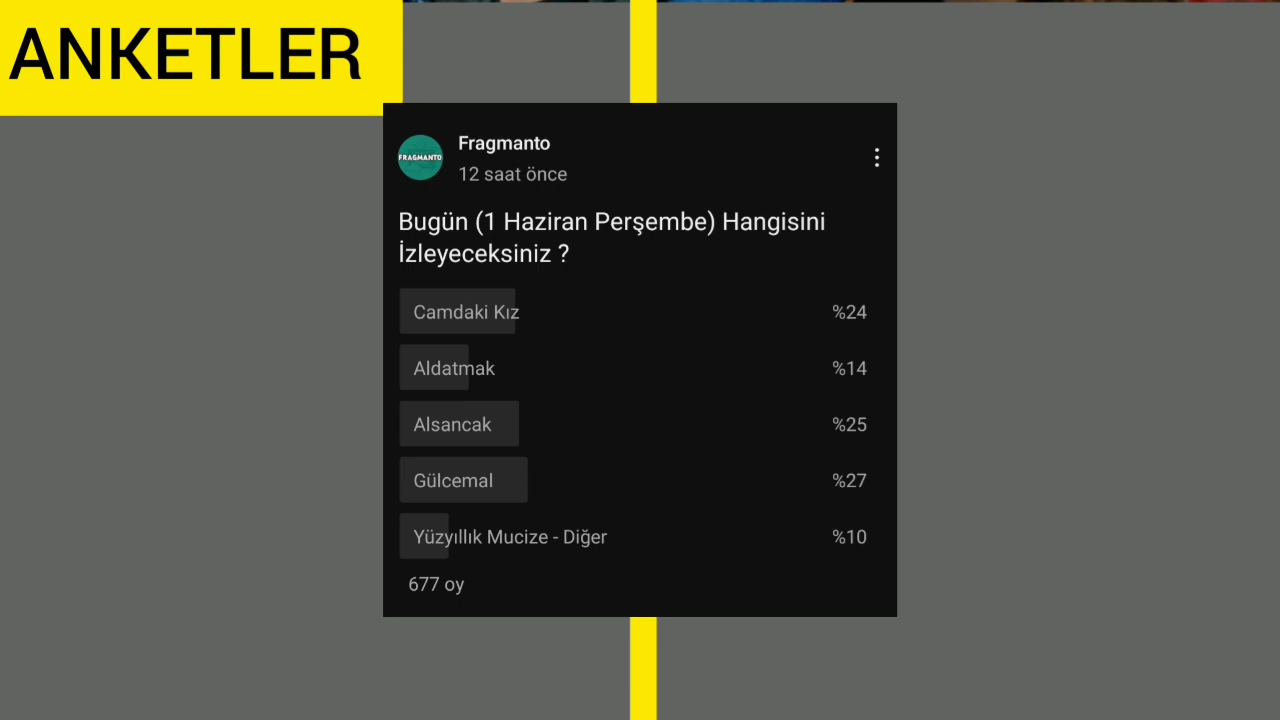 ANKETLER
FRAGMANTO
Fragmanto
12 saat önce
Bugün (1 Haziran Perşembe) Hangisini
İzleyeceksiniz ?
Camdaki Kız %24
Aldatmak %14
Alsancak %25
Gülcemal %27
Yüzyıllık Mucize - Diğer %10
677 oy